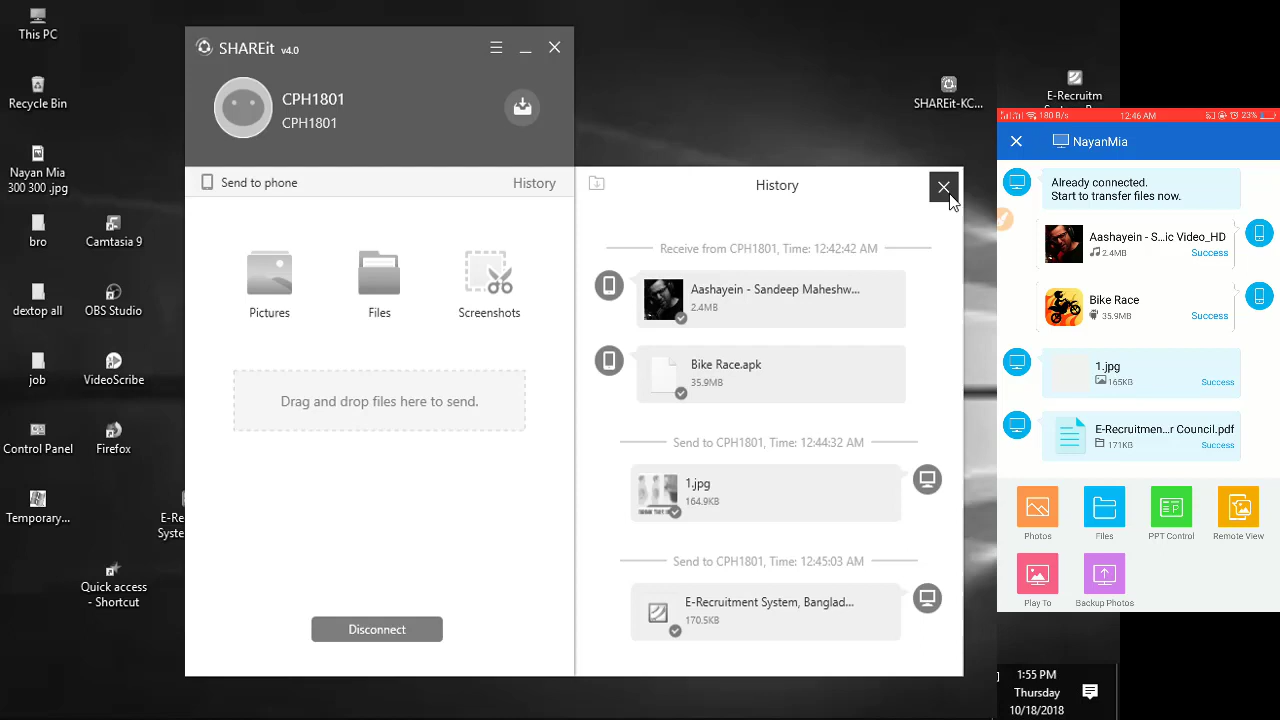 This PC
Recycle Bin
Nayan Mia
300 300 .jpg
bro
Camtasia 9
dextop all
OBS Studio
job
VideoScribe
Control Panel
Firefox
Temporary...
E-Re
Syste
Quick access
- Shortcut
SHAREit v4.0
CPH1801
CPH1801
Send to phone
History
Pictures
Files
Screenshots
Drag and drop files here to send.
Disconnect
History
Receive from CPH1801, Time: 12:42:42 AM
Aashayein - Sandeep Maheshw...
2.4MB
Bike Race.apk
35.9MB
Send to CPH1801, Time: 12:44:32 AM
1.jpg
164.9KB
Send to CPH1801, Time: 12:45:03 AM
E-Recruitment System, Banglad...
170.5KB
SHAREit-KC...
E-Recruitm
180 B/s
12:46 AM
23%
NayanMia
Already connected.
Start to transfer files now.
Aashayein - S...ic Video_HD
2.4MB
Success
Bike Race
35.9MB
Success
1.jpg
165KB
Success
E-Recruitmen...r Council.pdf
171KB
Success
Photos
Files
PPT Control
Remote View
Play To
Backup Photos
1:55 PM
Thursday
10/18/2018